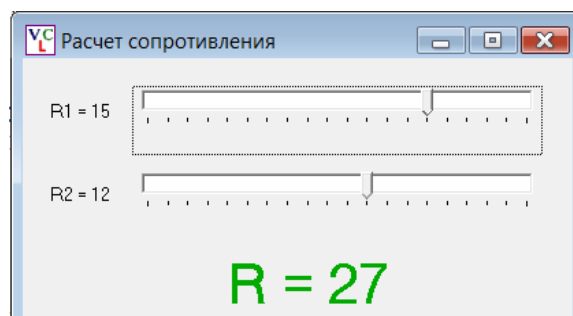 VCL Расчет сопротивления
R1 = 15
R2 = 12
R = 27